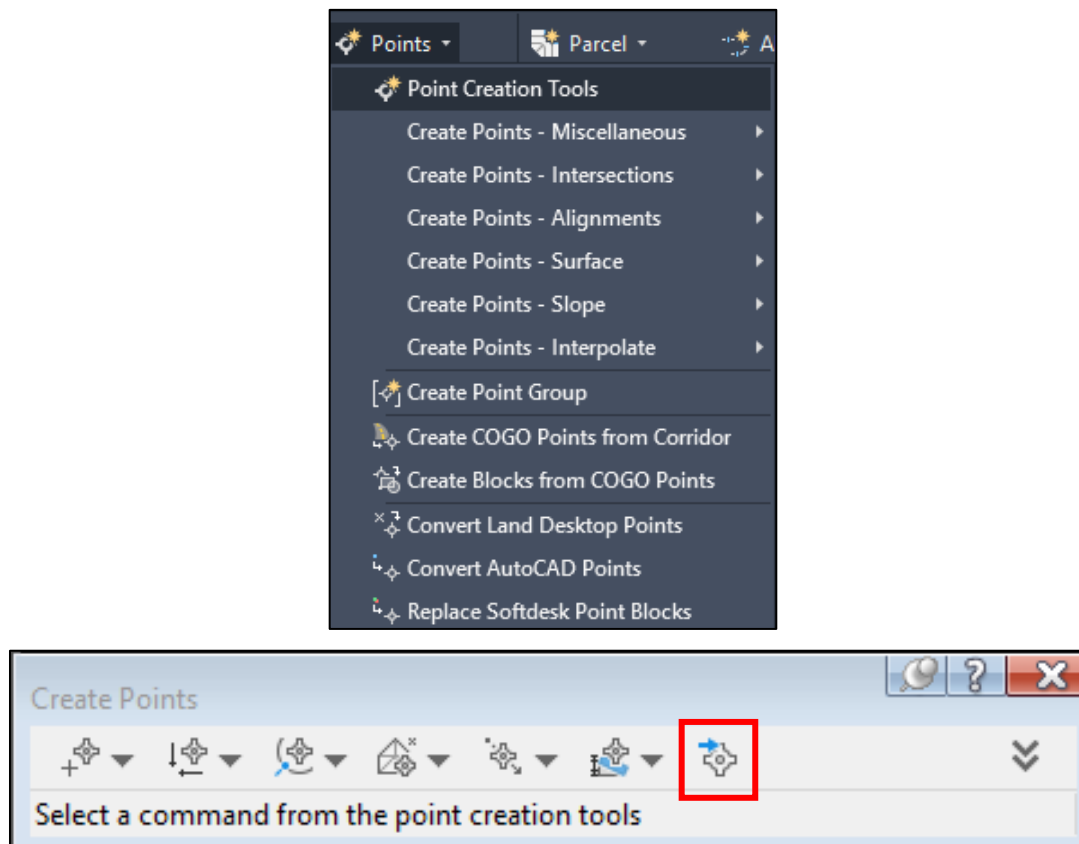 Points Parcel A
Point Creation Tools
Create Points - Miscellaneous
Create Points - Intersections
Create Points - Alignments
Create Points - Surface
Create Points - Slope
Create Points - Interpolate
Create Point Group
Create COGO Points from Corridor
Create Blocks from COGO Points
Convert Land Desktop Points
Convert AutoCAD Points
Replace Softdesk Point Blocks
Create Points
Select a command from the point creation tools